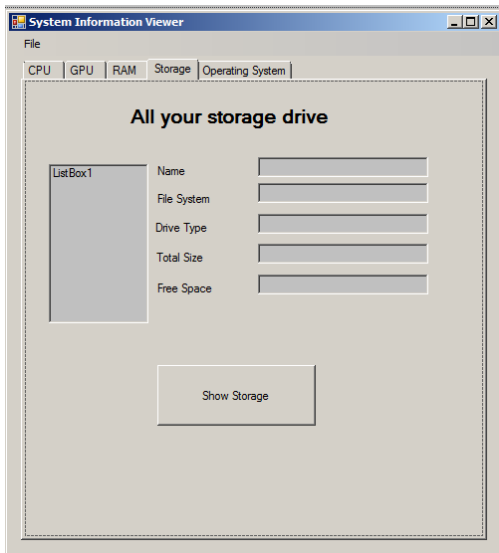 System Information Viewer
File
CPU GPU RAM Storage Operating System
All your storage drive
ListBox1
Name
File System
Drive Type
Total Size
Free Space
Show Storage